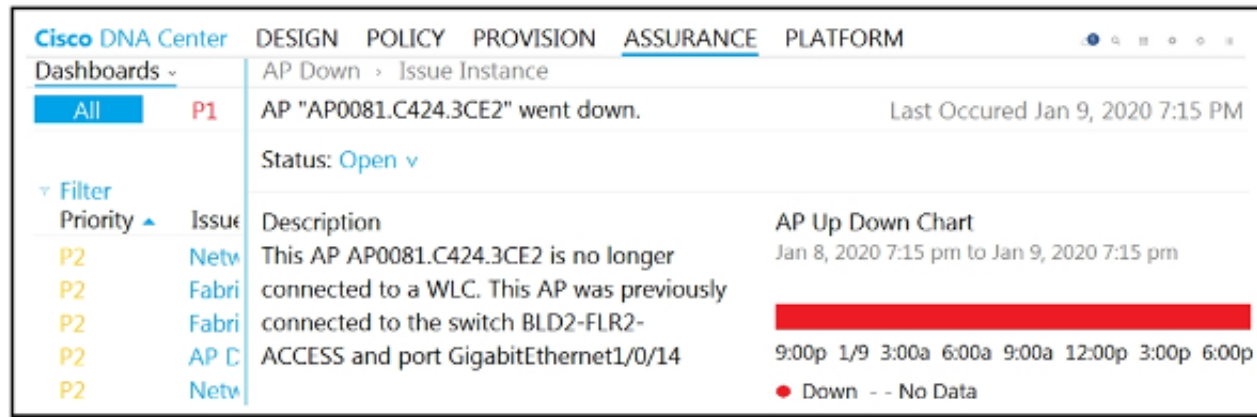 Cisco DNA Center DESIGN POLICY PROVISION ASSURANCE PLATFORM
Dashboards
AP Down > Issue Instance
All P1
AP "AP0081.C424.3CE2" went down. Last Occured Jan 9, 2020 7:15 PM
Status: Open
Filter
Priority Issue
P2 Netw
P2 Fabri
P2 Fabri
P2 AP D
P2 Netw
Description
This AP AP0081.C424.3CE2 is no longer
connected to a WLC. This AP was previously
connected to the switch BLD2-FLR2-
ACCESS and port GigabitEthernet1/0/14
AP Up Down Chart
Jan 8, 2020 7:15 pm to Jan 9, 2020 7:15 pm
9:00p 1/9 3:00a 6:00a 9:00a 12:00p 3:00p 6:00p
Down - - No Data